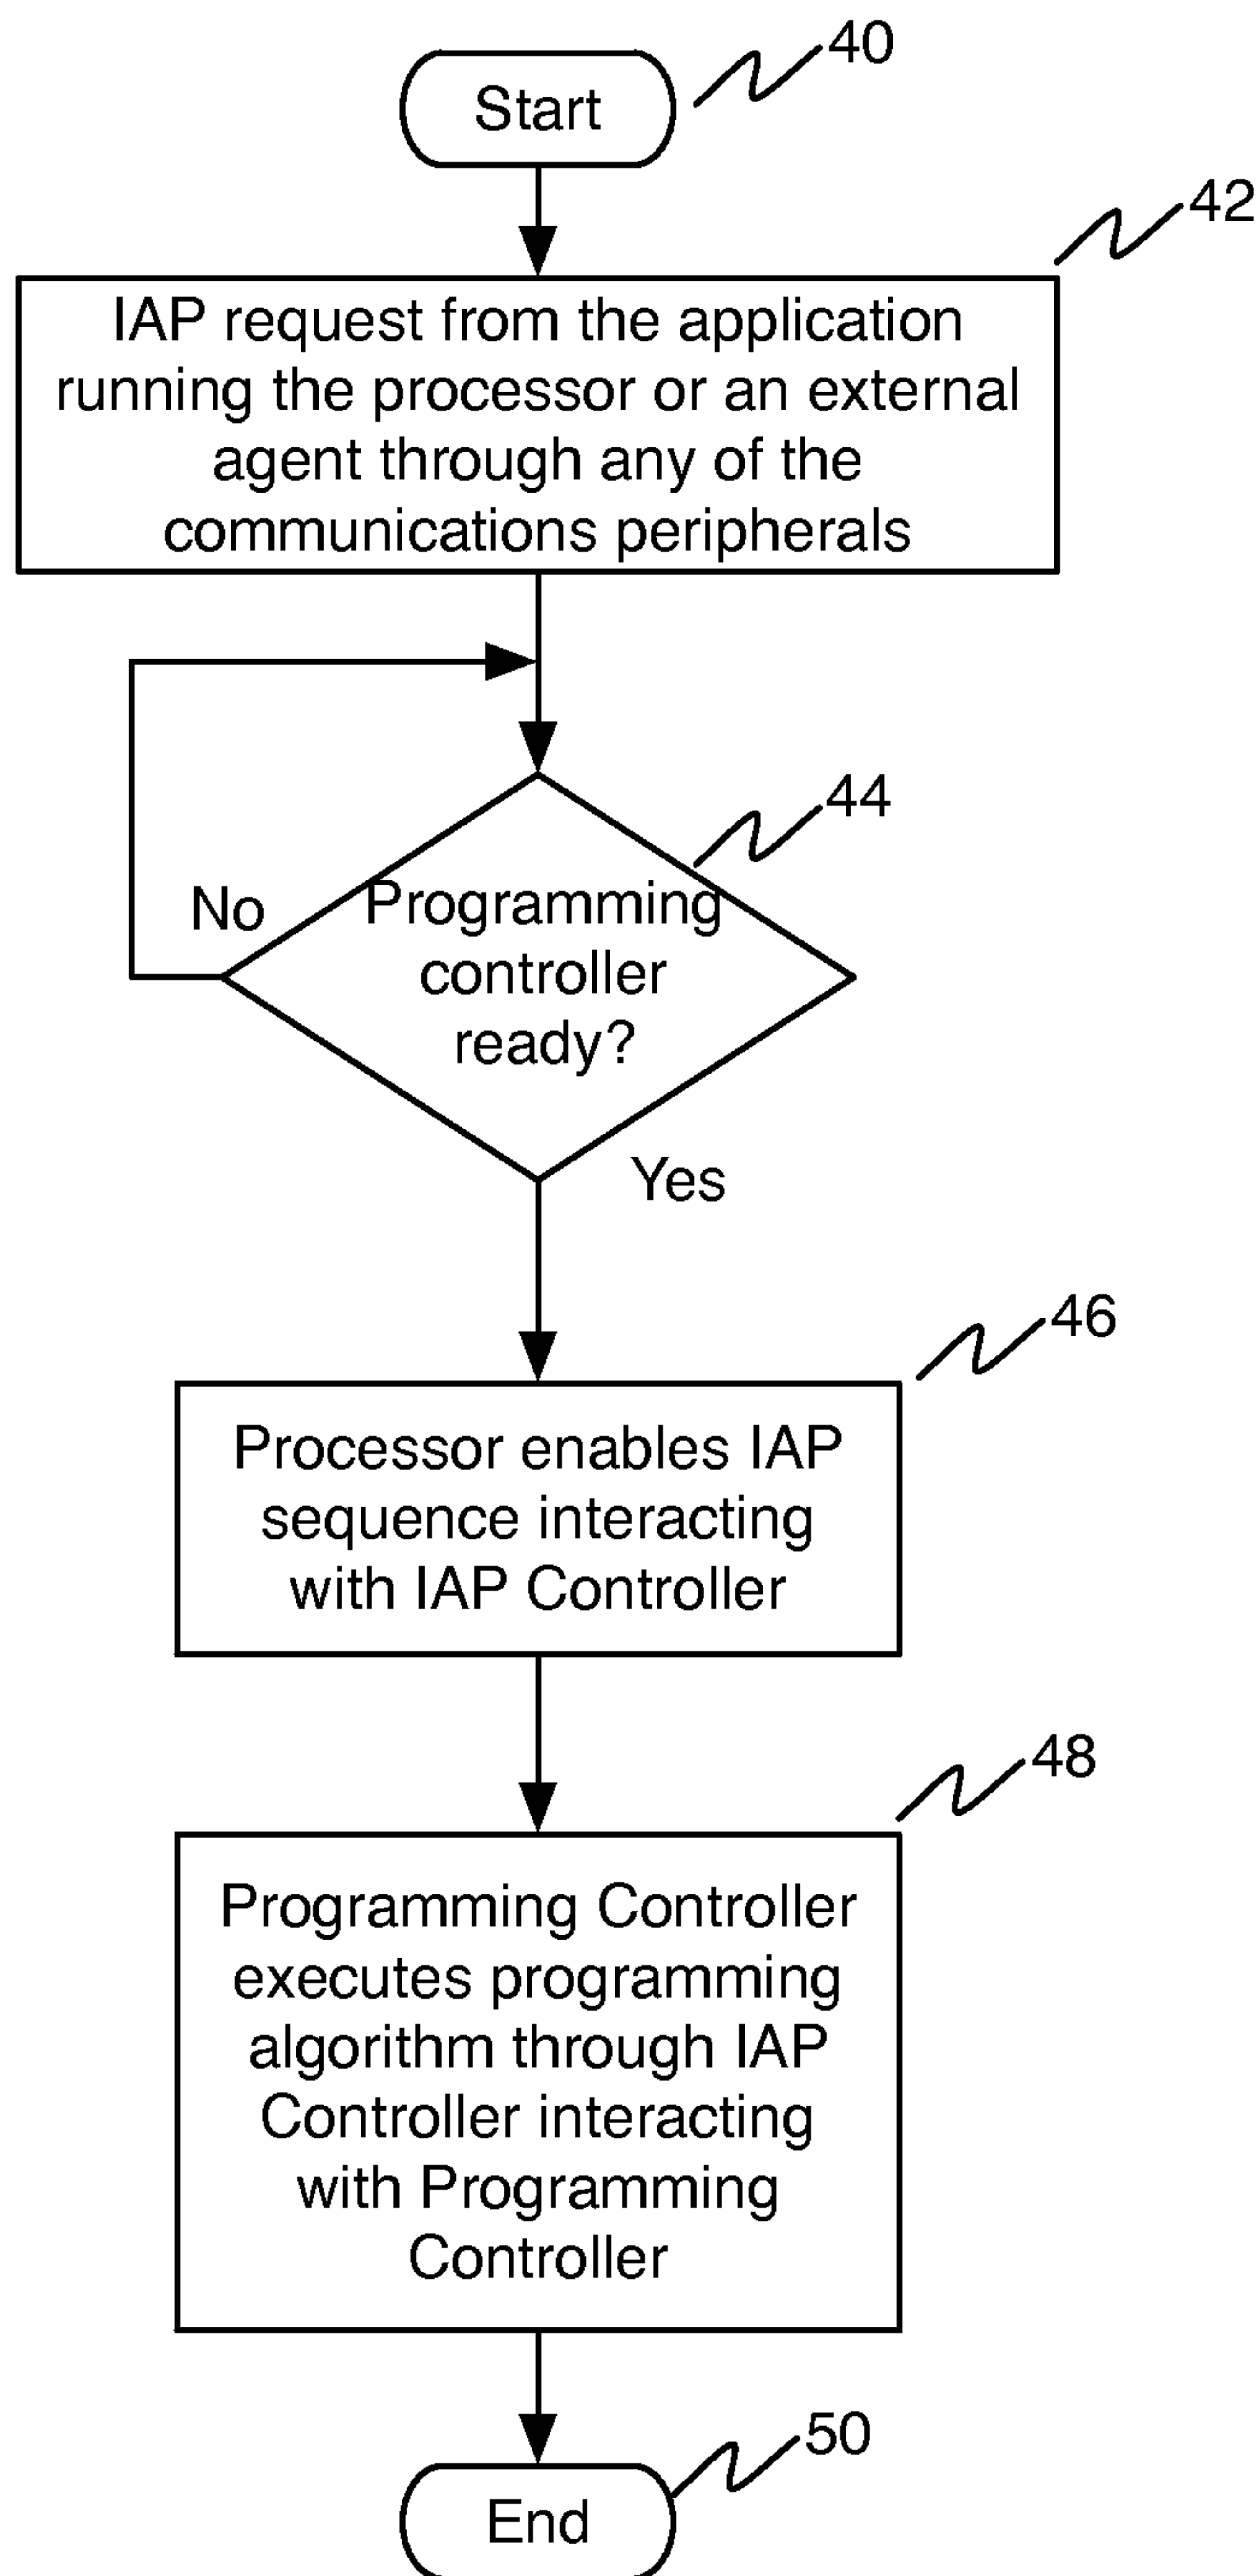 40
Start
42
IAP request from the application
running the processor or an external
agent through any of the
communications peripherals
44
No
Programming
controller
ready?
Yes
46
Processor enables IAP
sequence interacting
with IAP Controller
48
Programming Controller
executes programming
algorithm through IAP
Controller interacting
with Programming
Controller
50
End